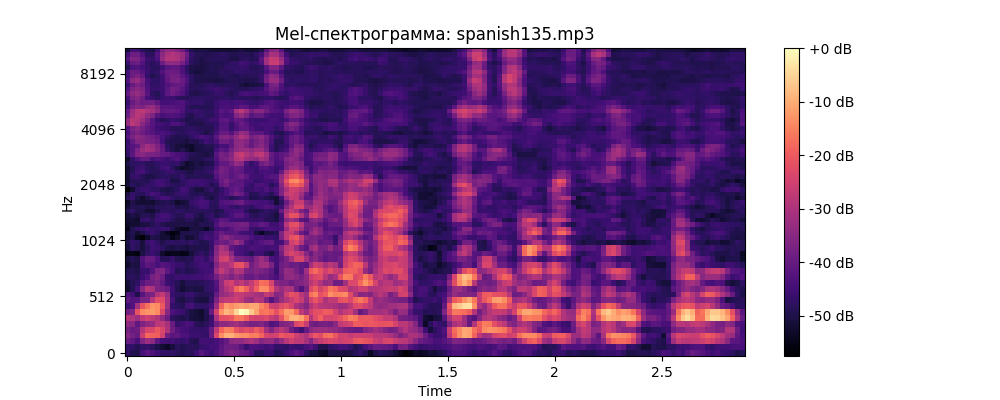 Mel-спектрограмма: spanish135.mp3
+0 dB
8192
-10 dB
4096
-20 dB
2048
Hz
-30 dB
1024
-40 dB
512
-50 dB
0
0 0.5 1 1.5 2 2.5
Time